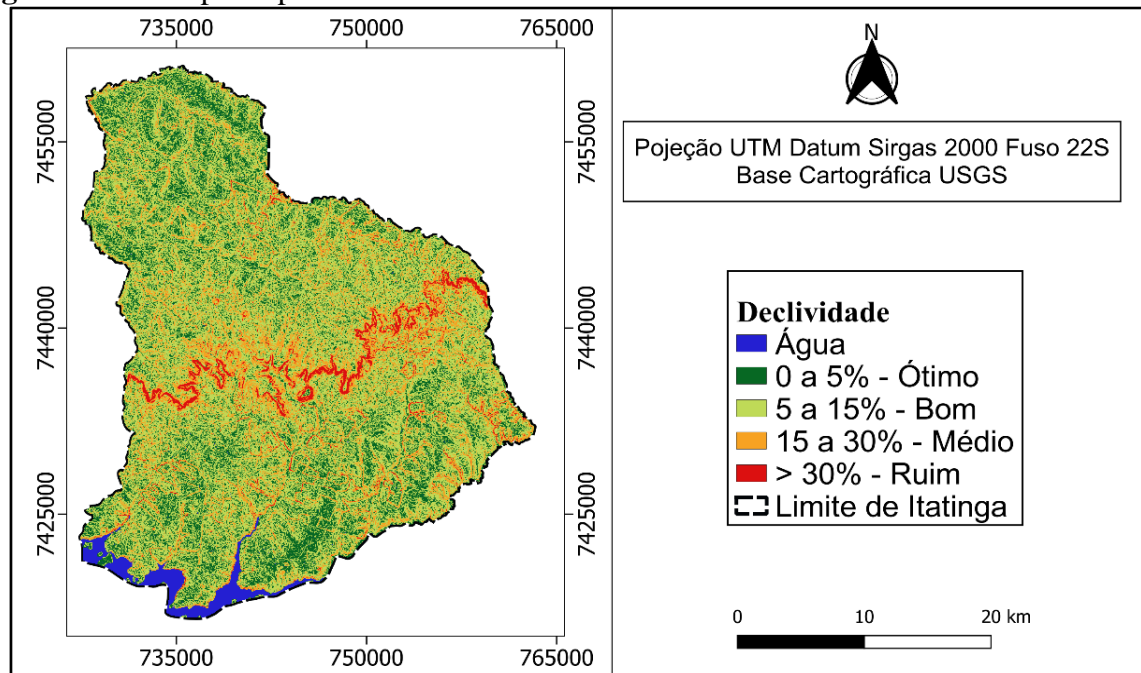 735000 750000 765000
7455000 7455000
7440000 7440000
7425000 7425000
735000 750000 765000
N
Pojeção UTM Datum Sirgas 2000 Fuso 22S
Base Cartográfica USGS
Declividade
Água
0 a 5% - Ótimo
5 a 15% - Bom
15 a 30% - Médio
> 30% - Ruim
Limite de Itatinga
0 10 20 km